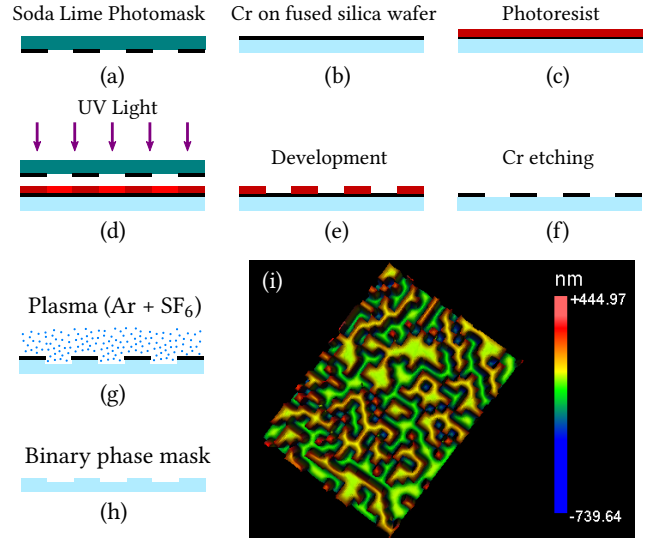 Soda Lime Photomask
(a)
Cr on fused silica wafer
(b)
Photoresist
(c)
UV Light
(d)
Development
(e)
Cr etching
(f)
Plasma (Ar + SF₆)
(g)
Binary phase mask
(h)
(i)
nm
+444.97
-739.64